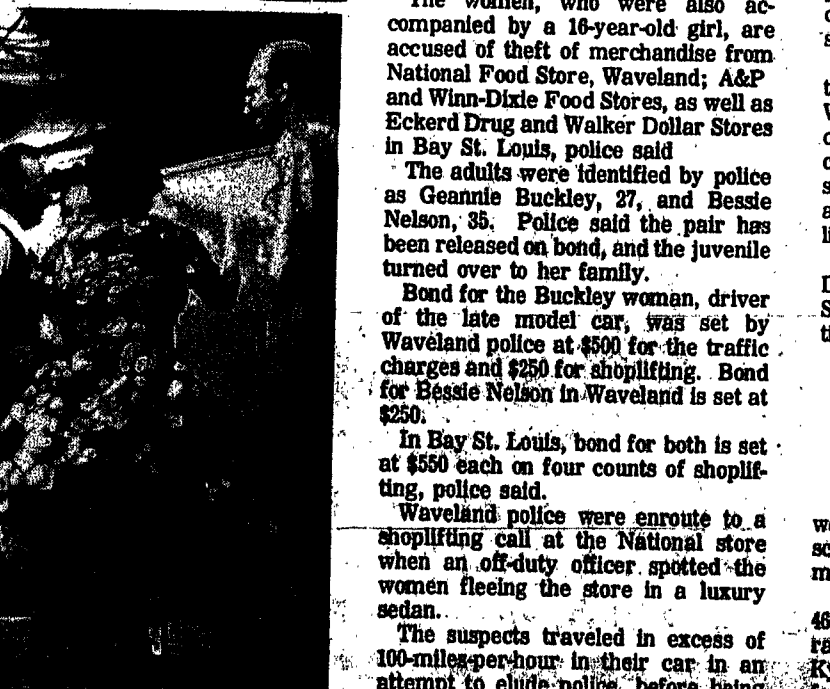 The women, who were also ac-
companied by a 16-year-old girl, are
accused of theft of merchandise from
National Food Store, Waveland; A&P
and Winn-Dixie Food Stores, as well as
Eckerd Drug and Walker Dollar Stores
in Bay St. Louis, police said
The adults were identified by police
as Geannie Buckley, 27, and Bessie
Nelson, 35. Police said the pair has
been released on bond, and the juvenile
turned over to her family.
Bond for the Buckley woman, driver
of the late model car, was set by
Waveland police at $500 for the traffic
charges and $250 for shoplifting. Bond
for Bessie Nelson in Waveland is set at
$250.
In Bay St. Louis, bond for both is set
at $550 each on four counts of shoplif-
ting, police said.
Waveland police were enroute to a
shoplifting call at the National store
when an off-duty officer spotted the
women fleeing the store in a luxury
sedan.
The suspects traveled in excess of
100-miles-per-hour in their car in an
attempt to elude police, before being